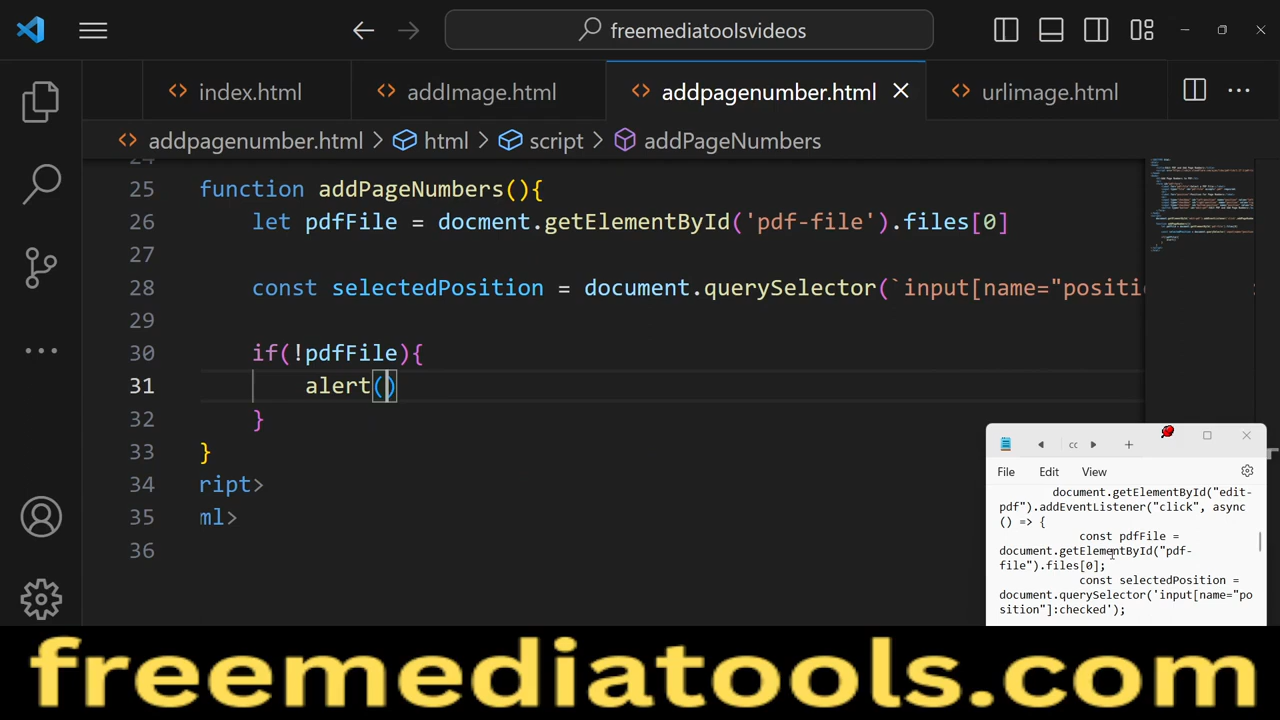 freemediatoolsvideos
index.html
addImage.html
addpagenumber.html
urlimage.html
addpagenumber.html > html > script > addPageNumbers
25 function addPageNumbers(){
26 let pdfFile = docment.getElementById('pdf-file').files[0]
27
28 const selectedPosition = document.querySelector(`input[name="positi
29
30 if(!pdfFile){
31 alert()
32 }
33 }
34 ript>
35 ml>
36
cc
File Edit View
document.getElementById("edit-
pdf").addEventListener("click", async
() => {
const pdfFile =
document.getElementById("pdf-
file").files[0];
const selectedPosition =
document.querySelector('input[name="po
sition"]:checked');
freemediatools.com